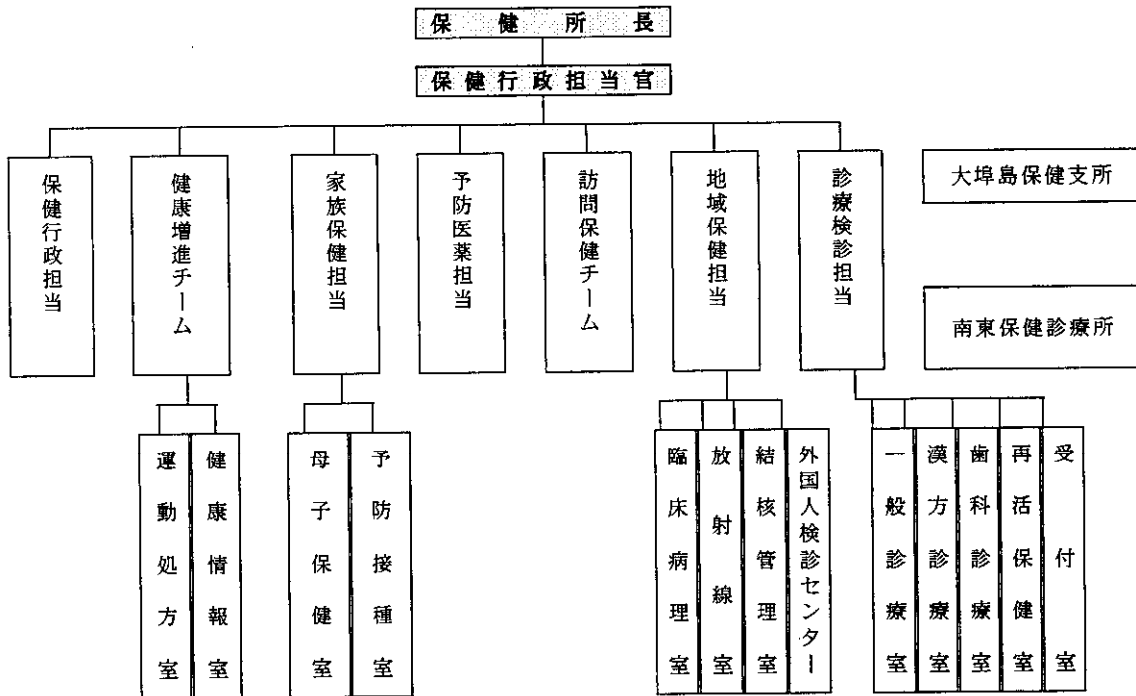 保健所長
保健行政担当官
保健行政担当
健康増進チーム
家族保健担当
予防医薬担当
訪問保健チーム
地域保健担当
診療検診担当
大埠島保健支所
南東保健診療所
運動処方室
健康情報室
母子保健室
予防接種室
臨床病理室
放射線室
結核管理室
外国人検診センター
一般診療室
漢方診療室
歯科診療室
再活保健室
受付室